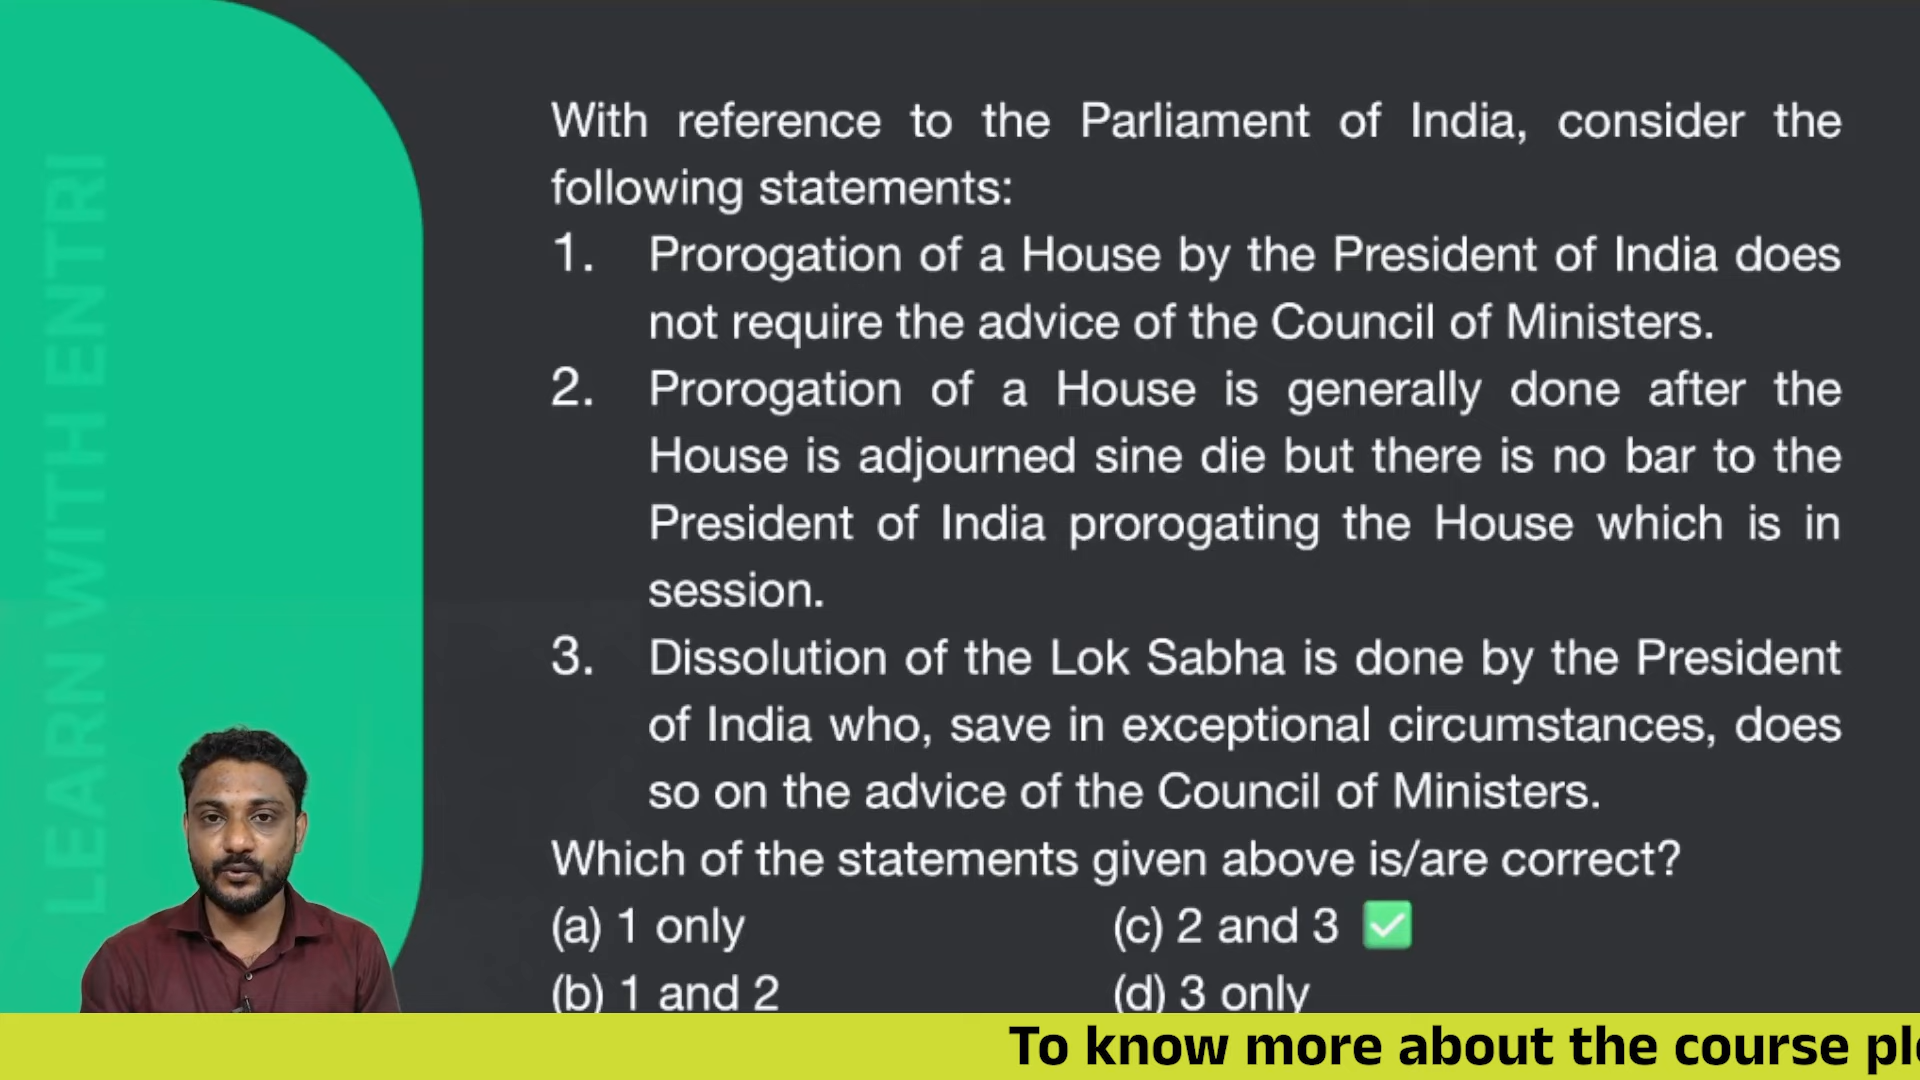 LEARN WITH ENTRI
With reference to the Parliament of India, consider the
following statements:
1. Prorogation of a House by the President of India does
not require the advice of the Council of Ministers.
2. Prorogation of a House is generally done after the
House is adjourned sine die but there is no bar to the
President of India prorogating the House which is in
session.
3. Dissolution of the Lok Sabha is done by the President
of India who, save in exceptional circumstances, does
so on the advice of the Council of Ministers.
Which of the statements given above is/are correct?
(a) 1 only (c) 2 and 3 ✅
(b) 1 and 2 (d) 3 only
To know more about the course